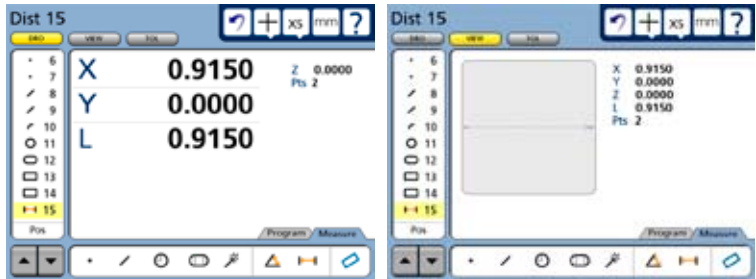 Dist 15
xs mm ?
DRO VIEW TOL
6
7
8
9
10
11
12
13
14
15
Pos
X 0.9150
Y 0.0000
L 0.9150
Z 0.0000
Pts 2
Program Measure
Dist 15
xs mm ?
DRO VIEW TOL
6
7
8
9
10
11
12
13
14
15
Pos
X 0.9150
Y 0.0000
Z 0.0000
L 0.9150
Pts 2
Program Measure